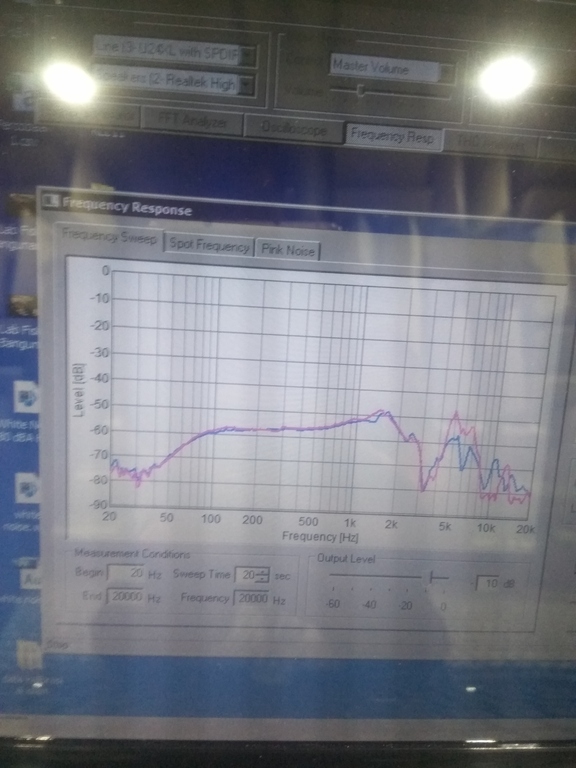 Line (3- U24XL with SPDIF
Master Volume
Speakers (2- Realtek High
Volume
FFT Analyzer
Oscilloscope
Frequency Resp
Frequency Response
Frequency Sweep
Spot Frequency
Pink Noise
0
-10
-20
-30
-40
-50
-60
-70
-80
-90
Level [dB]
20
50
100
200
500
1k
2k
5k
10k
20k
Frequency [Hz]
Measurement Conditions
Begin 20 Hz
Sweep Time 20 sec
End 20000 Hz
Frequency 20000 Hz
Output Level
-60
-40
-20
0
10 dB